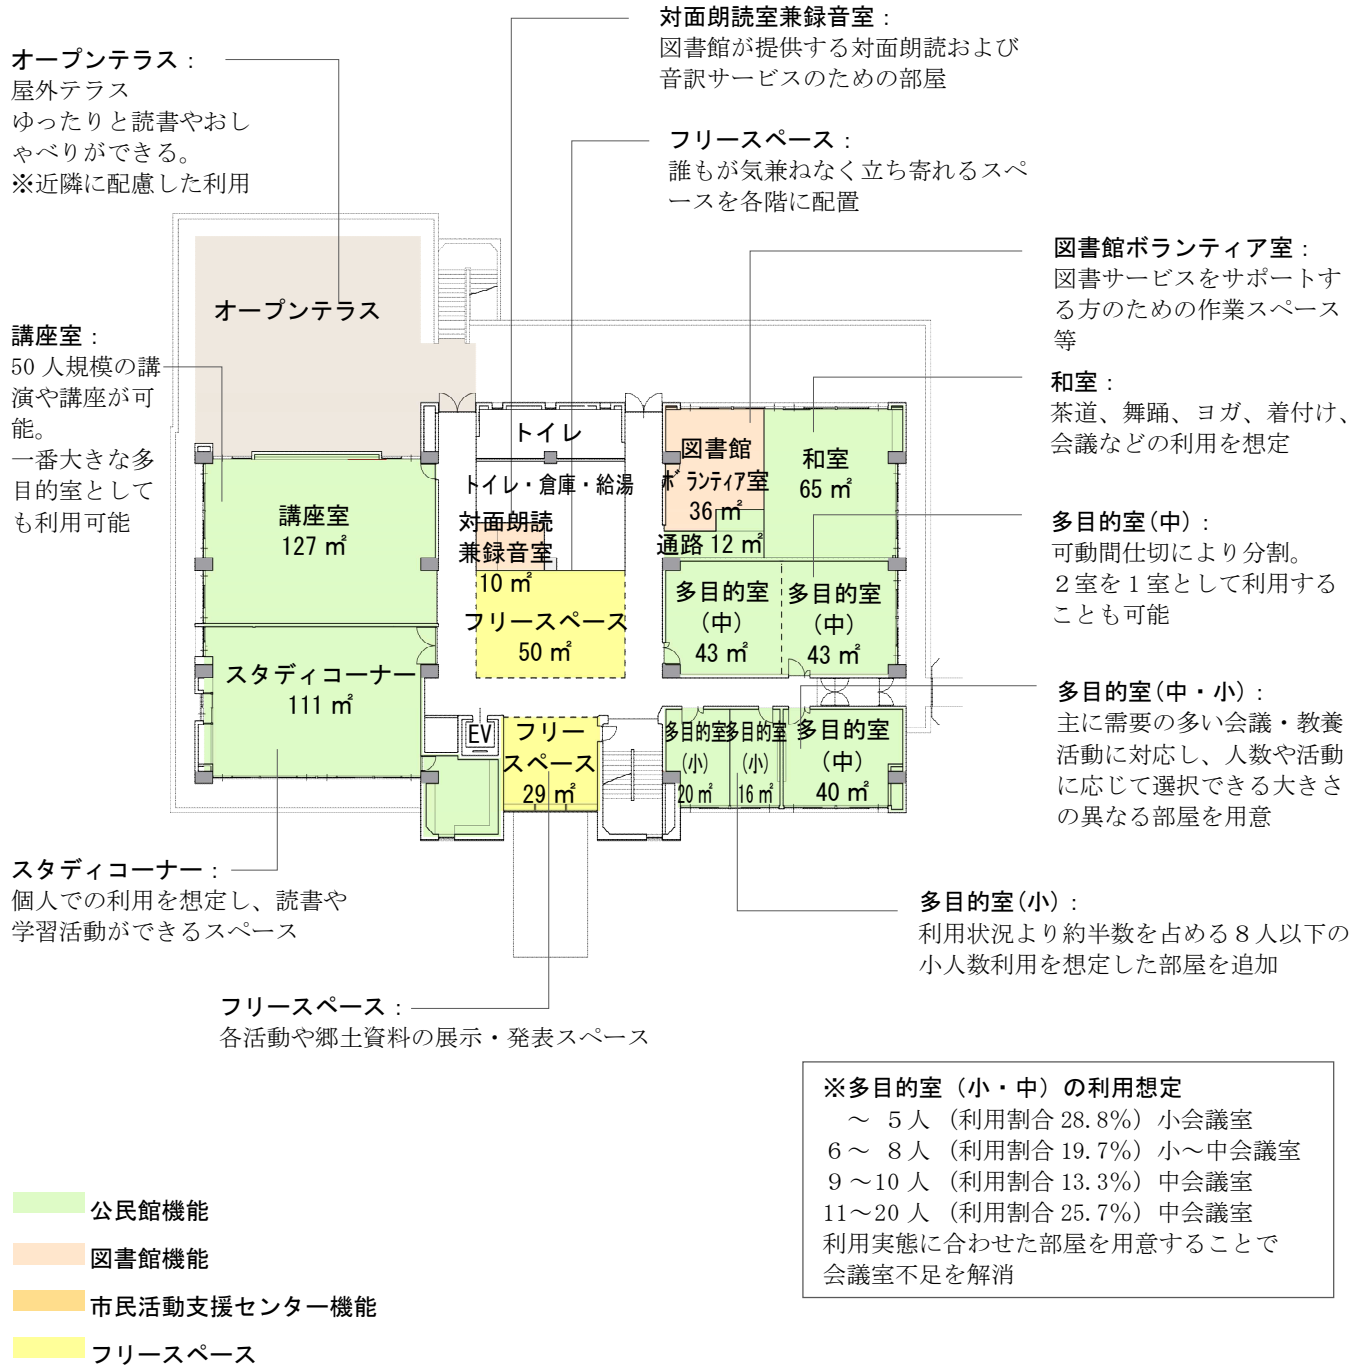 対面朗読室兼録音室：
図書館が提供する対面朗読および
音訳サービスのための部屋
オープンテラス：
屋外テラス
ゆったりと読書やおし
ゃべりができる。
※近隣に配慮した利用
フリースペース：
誰もが気兼ねなく立ち寄れるスペ
ースを各階に配置
図書館ボランティア室：
図書サービスをサポートす
る方のための作業スペース
等
講座室：
50 人規模の講
演や講座が可
能。
一番大きな多
目的室として
も利用可能
和室：
茶道、舞踊、ヨガ、着付け、
会議などの利用を想定
多目的室(中)：
可動間仕切により分割。
２室を１室として利用する
ことも可能
多目的室(中・小)：
主に需要の多い会議・教養
活動に対応し、人数や活動
に応じて選択できる大きさ
の異なる部屋を用意
オープンテラス
トイレ
トイレ・倉庫・給湯
図書館
ボランティア室
36 ㎡
和室
65 ㎡
講座室
127 ㎡
対面朗読
兼録音室
10 ㎡
通路 12 ㎡
フリースペース
50 ㎡
多目的室
(中)
43 ㎡
多目的室
(中)
43 ㎡
スタディコーナー
111 ㎡
EV
フリー
スペース
29 ㎡
多目的室
(小)
20 ㎡
多目的室
(小)
16 ㎡
多目的室
(中)
40 ㎡
スタディコーナー：
個人での利用を想定し、読書や
学習活動ができるスペース
多目的室(小)：
利用状況より約半数を占める８人以下の
小人数利用を想定した部屋を追加
フリースペース：
各活動や郷土資料の展示・発表スペース
※多目的室（小・中）の利用想定
～ ５人（利用割合 28.8％）小会議室
６～ ８人（利用割合 19.7％）小～中会議室
９～10 人（利用割合 13.3％）中会議室
11～20 人（利用割合 25.7％）中会議室
利用実態に合わせた部屋を用意することで
会議室不足を解消
公民館機能
図書館機能
市民活動支援センター機能
フリースペース